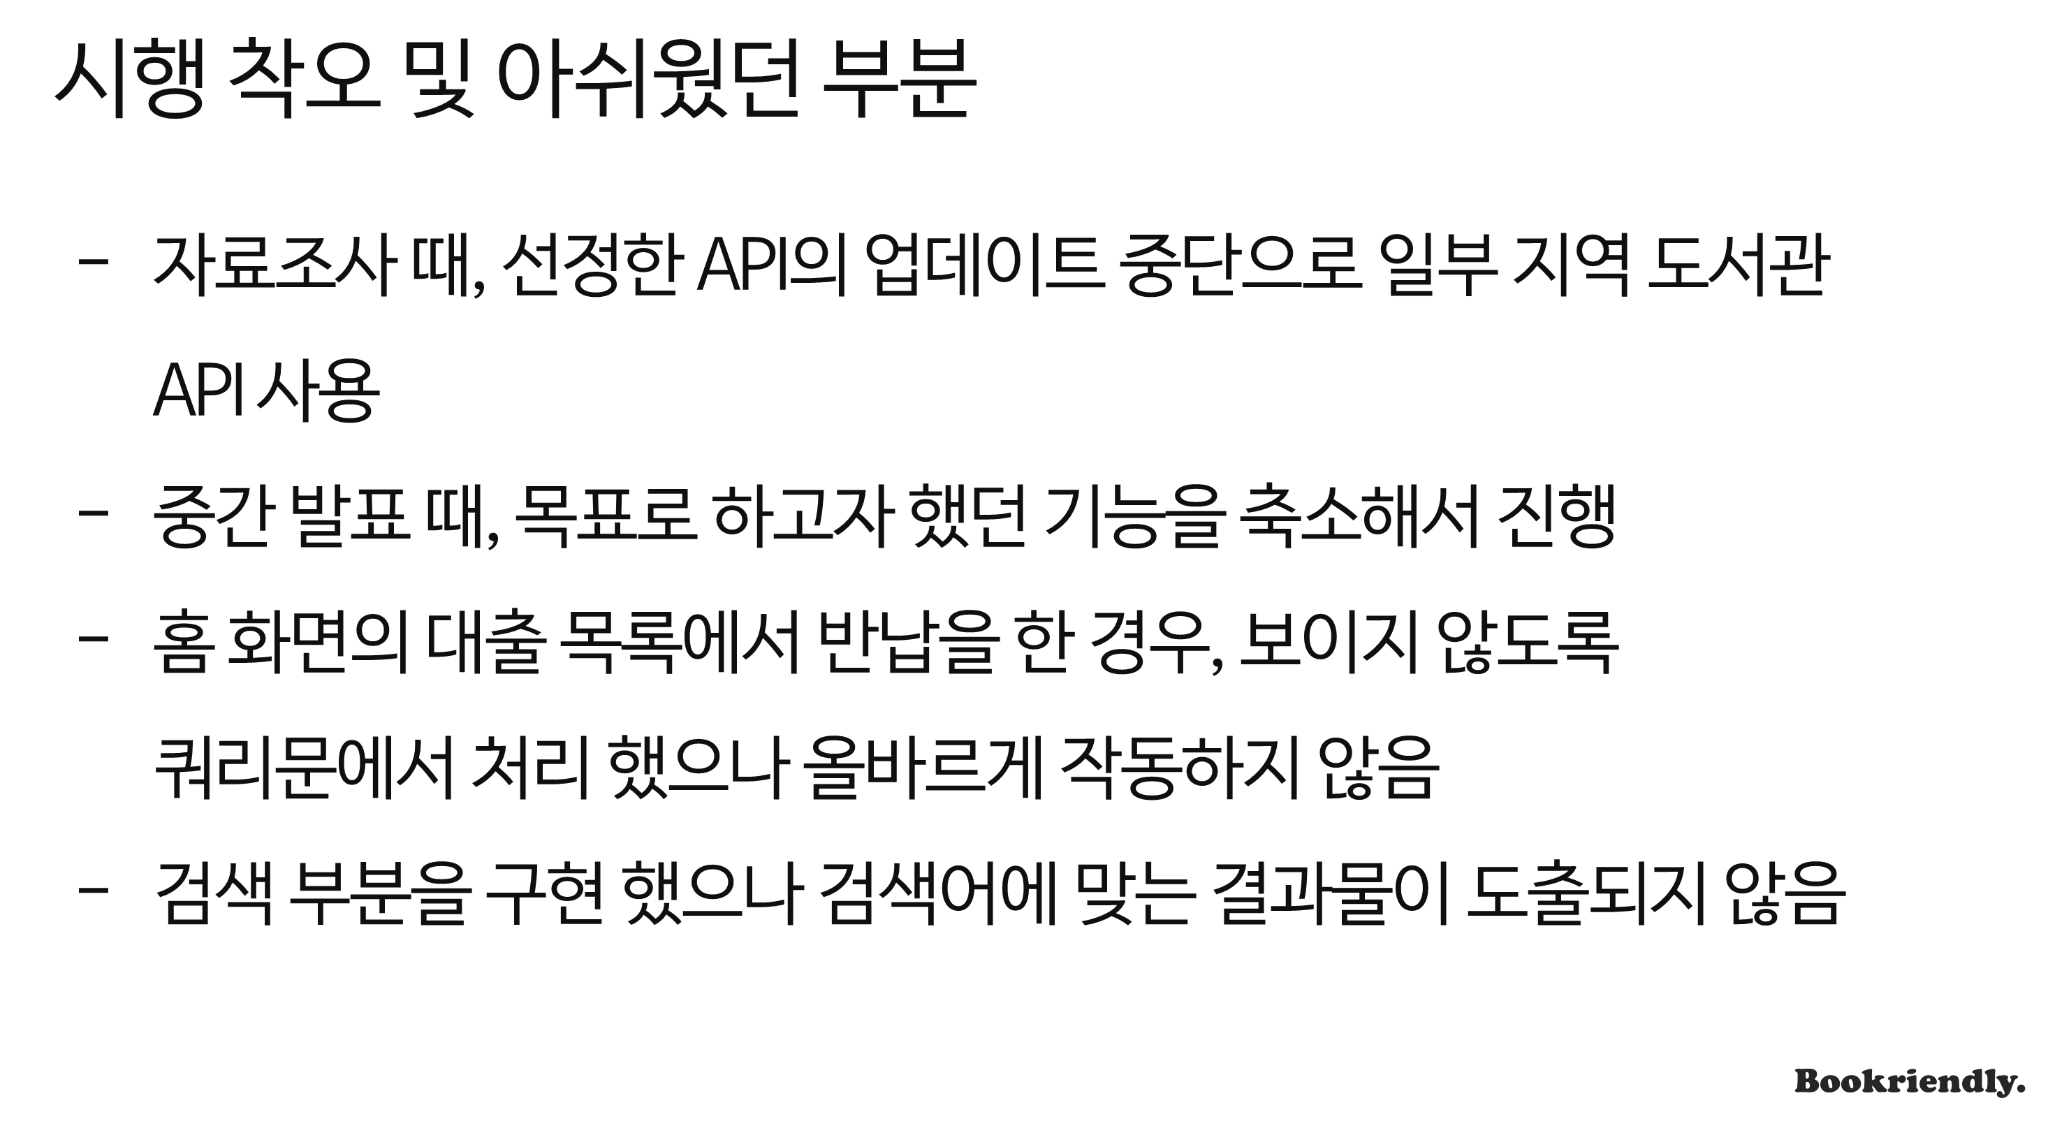 시행 착오 및 아쉬웠던 부분
- 자료조사 때, 선정한 API의 업데이트 중단으로 일부 지역 도서관
API 사용
- 중간 발표 때, 목표로 하고자 했던 기능을 축소해서 진행
- 홈 화면의 대출 목록에서 반납을 한 경우, 보이지 않도록
쿼리문에서 처리 했으나 올바르게 작동하지 않음
- 검색 부분을 구현 했으나 검색어에 맞는 결과물이 도출되지 않음
Bookriendly.